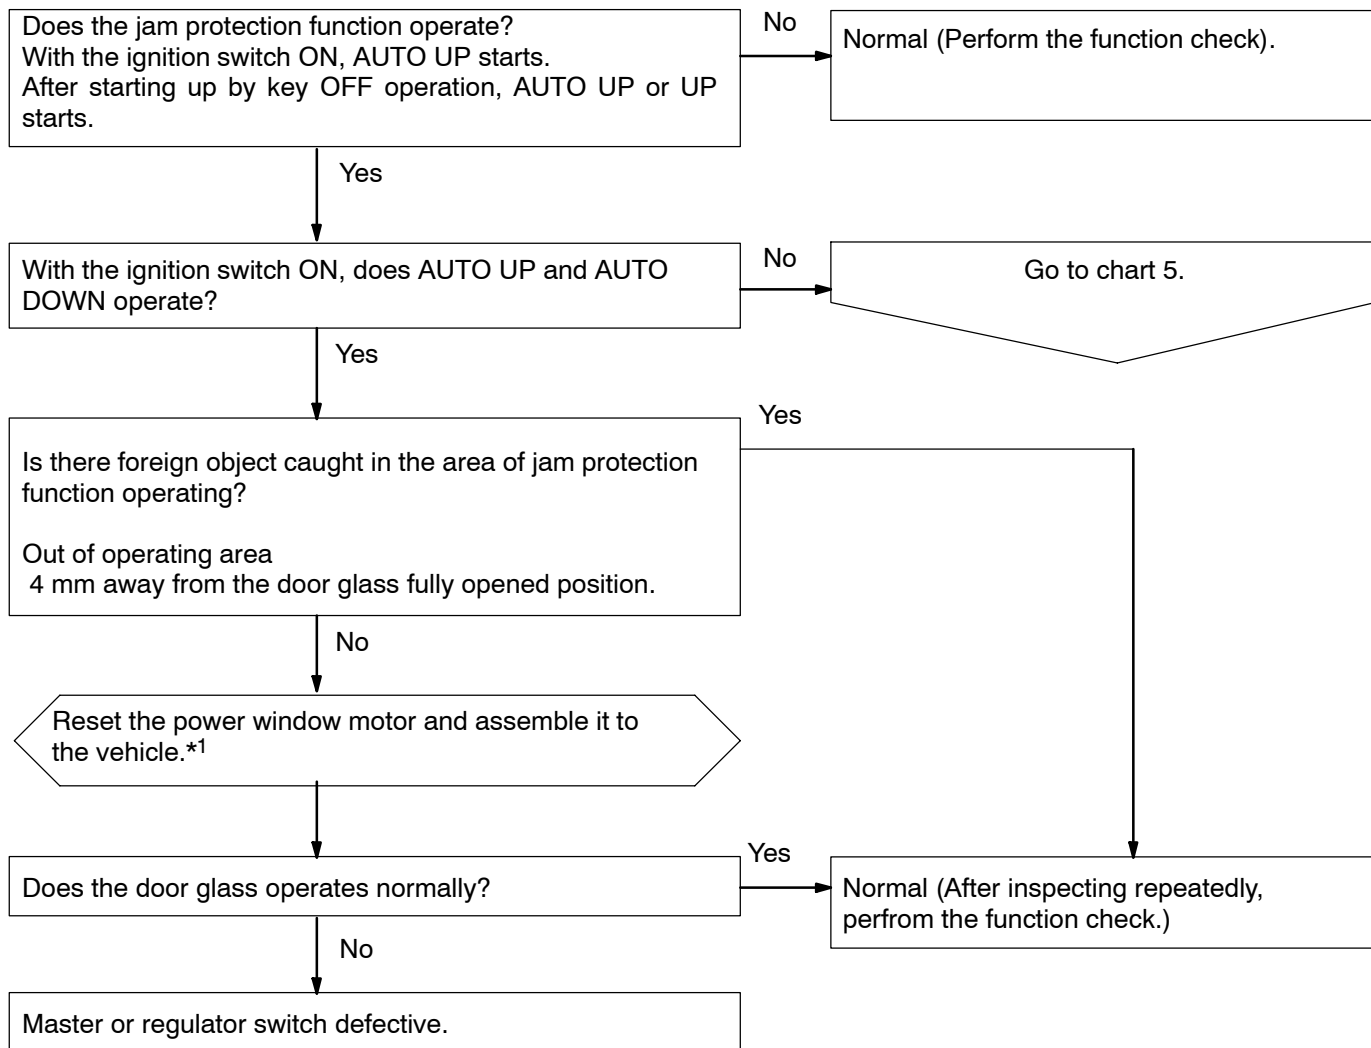 Does the jam protection function operate?
With the ignition switch ON, AUTO UP starts.
After starting up by key OFF operation, AUTO UP or UP
starts.
No
Normal (Perform the function check).
Yes
With the ignition switch ON, does AUTO UP and AUTO
DOWN operate?
No
Go to chart 5.
Yes
Is there foreign object caught in the area of jam protection
function operating?
Out of operating area
4 mm away from the door glass fully opened position.
Yes
No
Reset the power window motor and assemble it to
the vehicle.*1
Does the door glass operates normally?
Yes
Normal (After inspecting repeatedly,
perfrom the function check.)
No
Master or regulator switch defective.